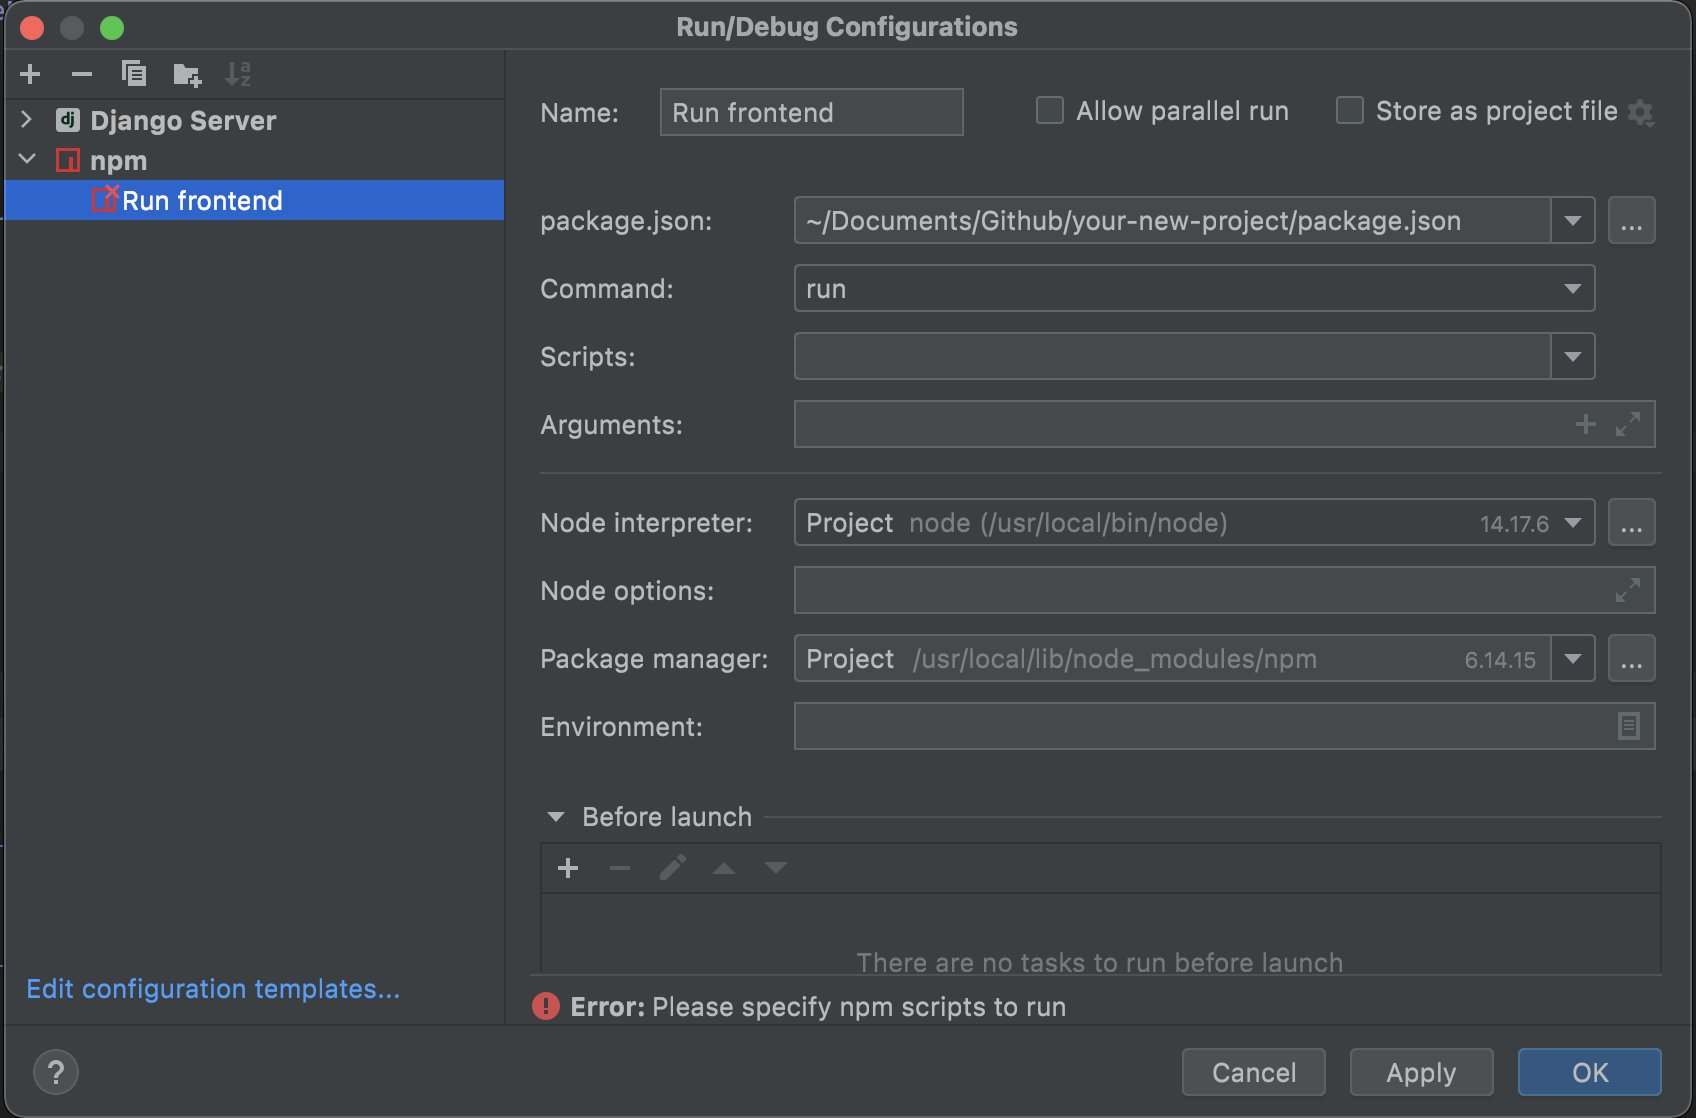 Run/Debug Configurations
Django Server
npm
Run frontend
Edit configuration templates...
Name: Run frontend Allow parallel run Store as project file
package.json: ~/Documents/Github/your-new-project/package.json ...
Command: run
Scripts:
Arguments:
Node interpreter: Project node (/usr/local/bin/node) 14.17.6 ...
Node options:
Package manager: Project /usr/local/lib/node_modules/npm 6.14.15 ...
Environment:
Before launch
There are no tasks to run before launch
Error: Please specify npm scripts to run
? Cancel Apply OK